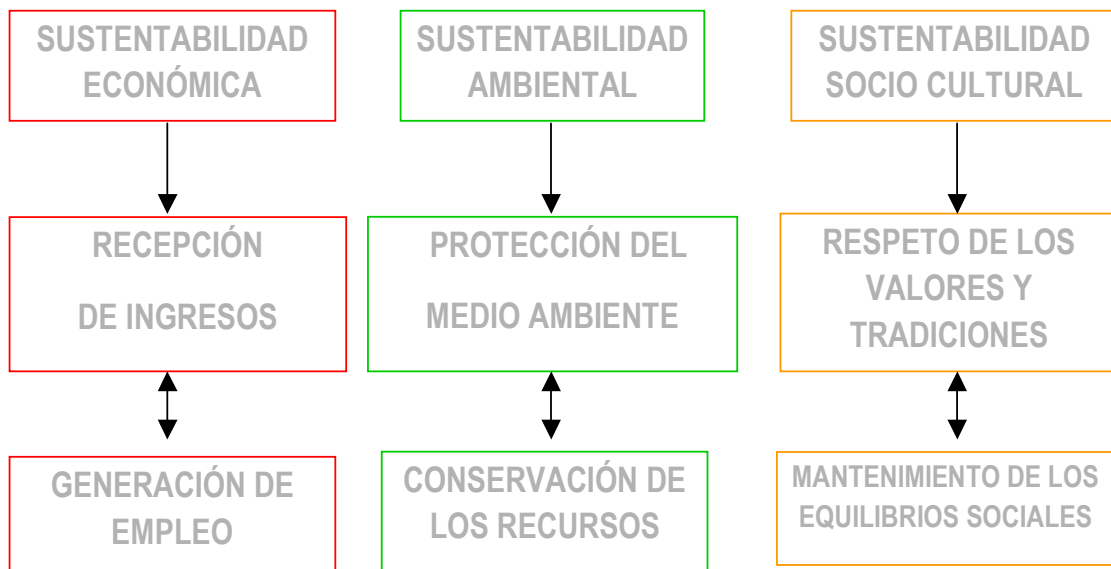 SUSTENTABILIDAD
ECONÓMICA
SUSTENTABILIDAD
AMBIENTAL
SUSTENTABILIDAD
SOCIO CULTURAL
RECEPCIÓN
DE INGRESOS
PROTECCIÓN DEL
MEDIO AMBIENTE
RESPETO DE LOS
VALORES Y
TRADICIONES
GENERACIÓN DE
EMPLEO
CONSERVACIÓN DE
LOS RECURSOS
MANTENIMIENTO DE LOS
EQUILIBRIOS SOCIALES